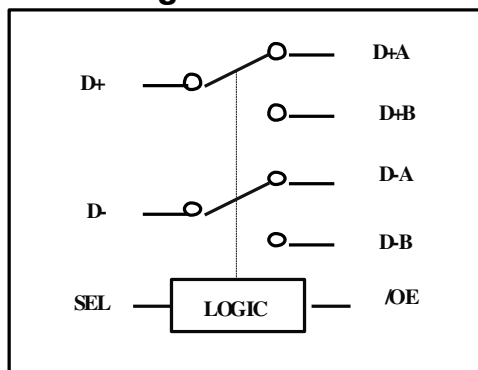 D+
D+A
D+B
D-A
D-
D-B
SEL
LOGIC
/OE